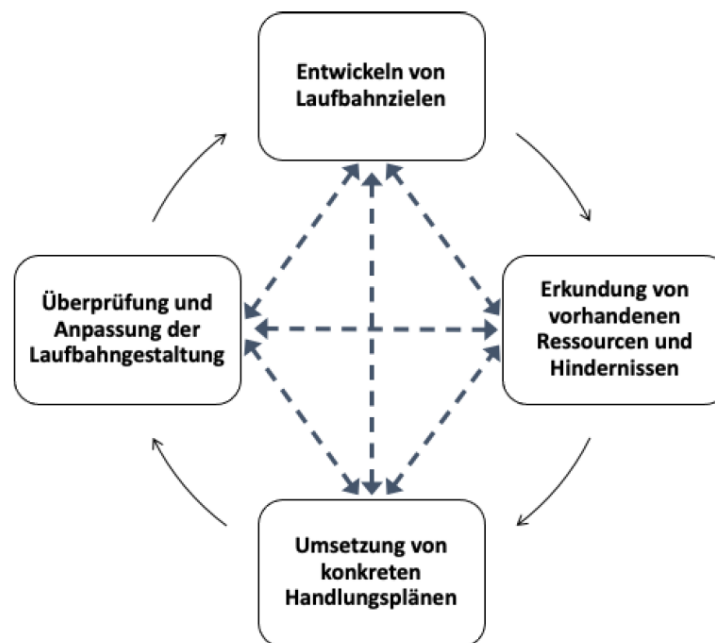 Entwickeln von
Laufbahnzielen
Überprüfung und
Anpassung der
Laufbahngestaltung
Erkundung von
vorhandenen
Ressourcen und
Hindernissen
Umsetzung von
konkreten
Handlungsplänen